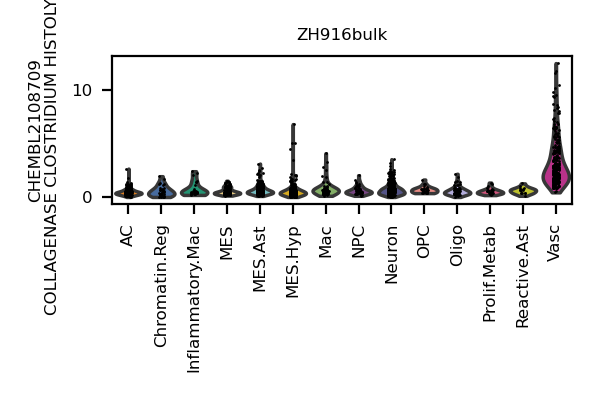 ZH916bulk
CHEMBL2108709
COLLAGENASE CLOSTRIDIUM HISTOLY
10
0
AC
Chromatin.Reg
Inflammatory.Mac
MES
MES.Ast
MES.Hyp
Mac
NPC
Neuron
OPC
Oligo
Prolif.Metab
Reactive.Ast
Vasc